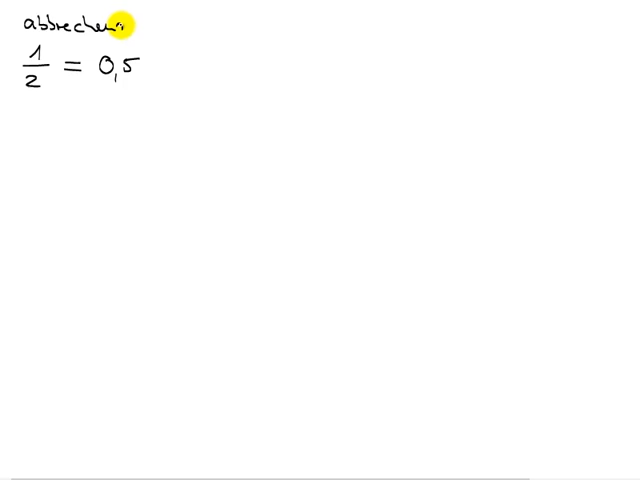 abbrechen
1/2 = 0,5